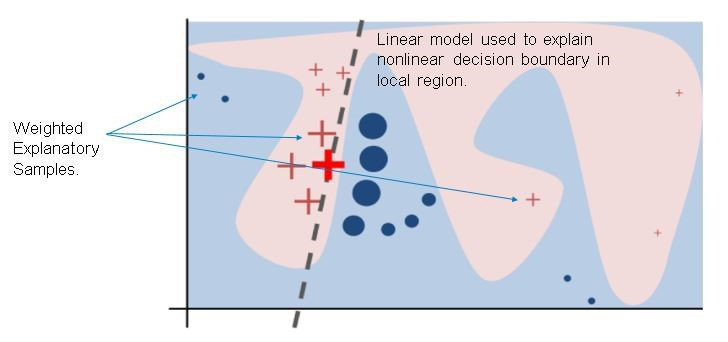 Linear model used to explain
nonlinear decision boundary in
local region.
Weighted
Explanatory
Samples.